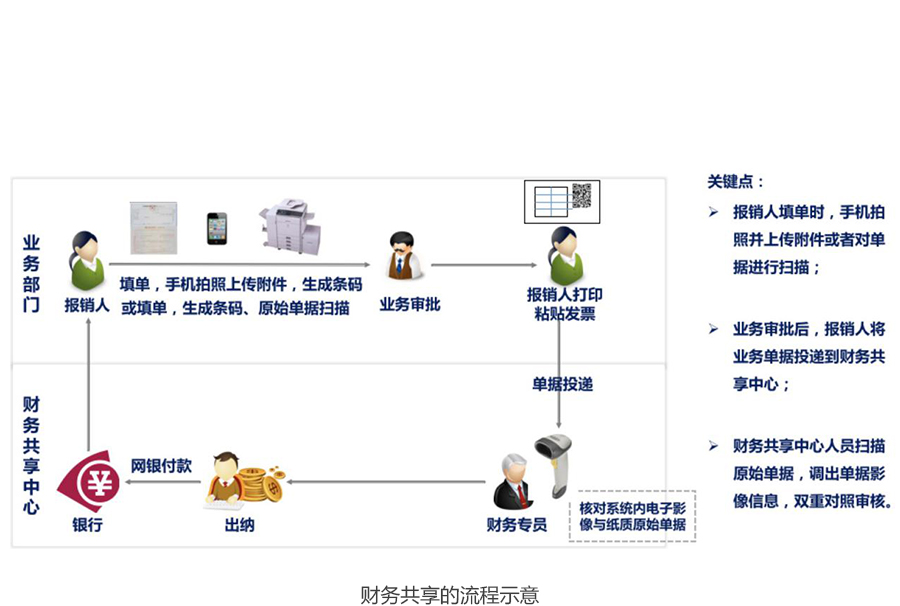 业务部门
报销人
填单，手机拍照上传附件，生成条码
或填单，生成条码、原始单据扫描
业务审批
报销人打印
粘贴发票
单据投递
财务共享中心
银行
网银付款
出纳
财务专员
核对系统内电子影
像与纸质原始单据
关键点：
➢ 报销人填单时，手机拍
照并上传附件或者对单
据进行扫描；
➢ 业务审批后，报销人将
业务单据投递到财务共
享中心；
➢ 财务共享中心人员扫描
原始单据，调出单据影
像信息，双重对照审核。
财务共享的流程示意